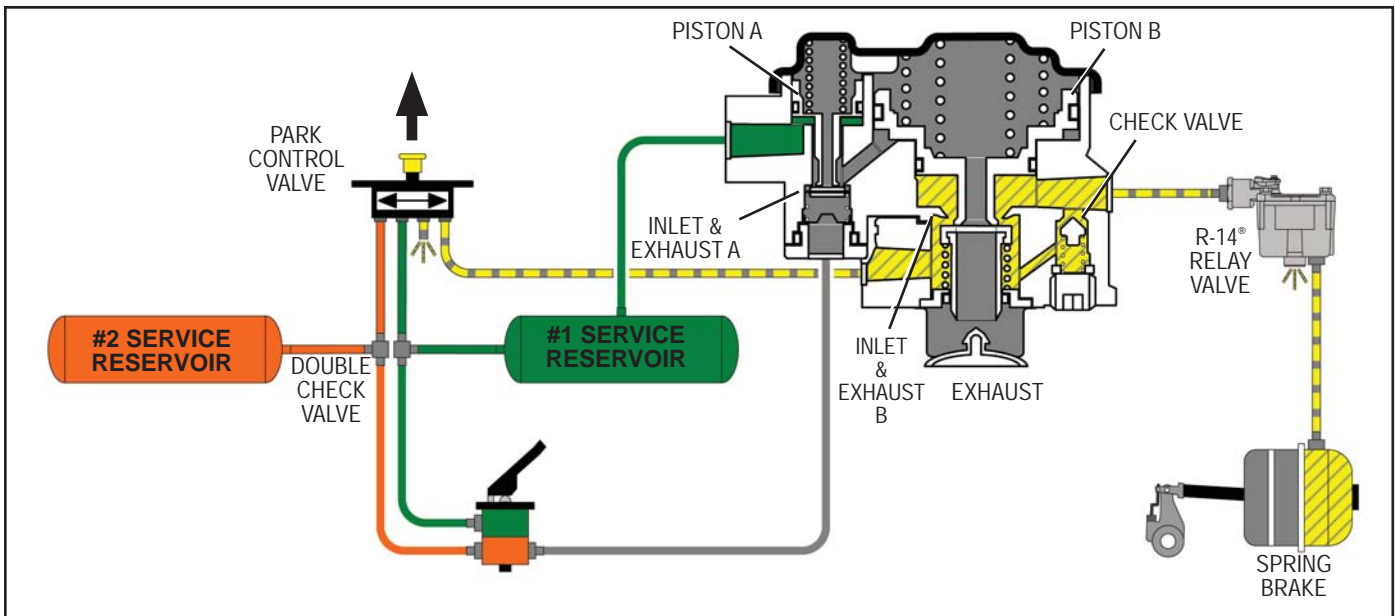 PISTON A
PISTON B
CHECK VALVE
PARK
CONTROL
VALVE
INLET &
EXHAUST A
R-14®
RELAY
VALVE
#2 SERVICE
RESERVOIR
#1 SERVICE
RESERVOIR
DOUBLE
CHECK
VALVE
INLET
&
EXHAUST
B
EXHAUST
SPRING
BRAKE